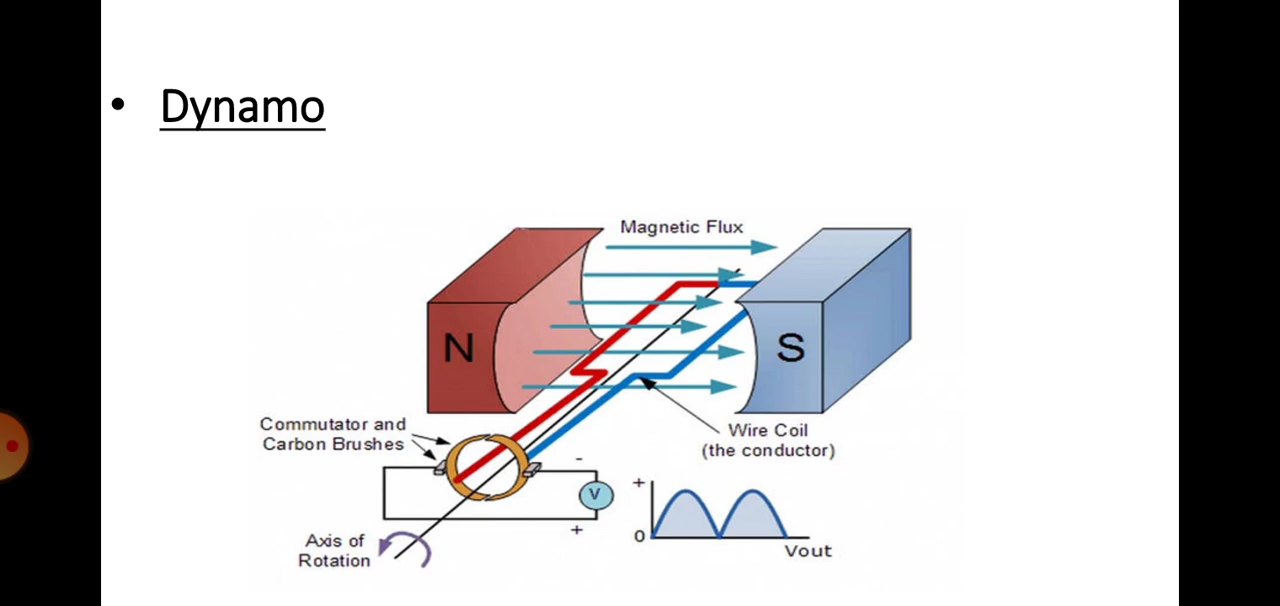 • Dynamo
Magnetic Flux
N
S
Commutator and
Carbon Brushes
Wire Coil
(the conductor)
-
V
+
+
0
Vout
Axis of
Rotation